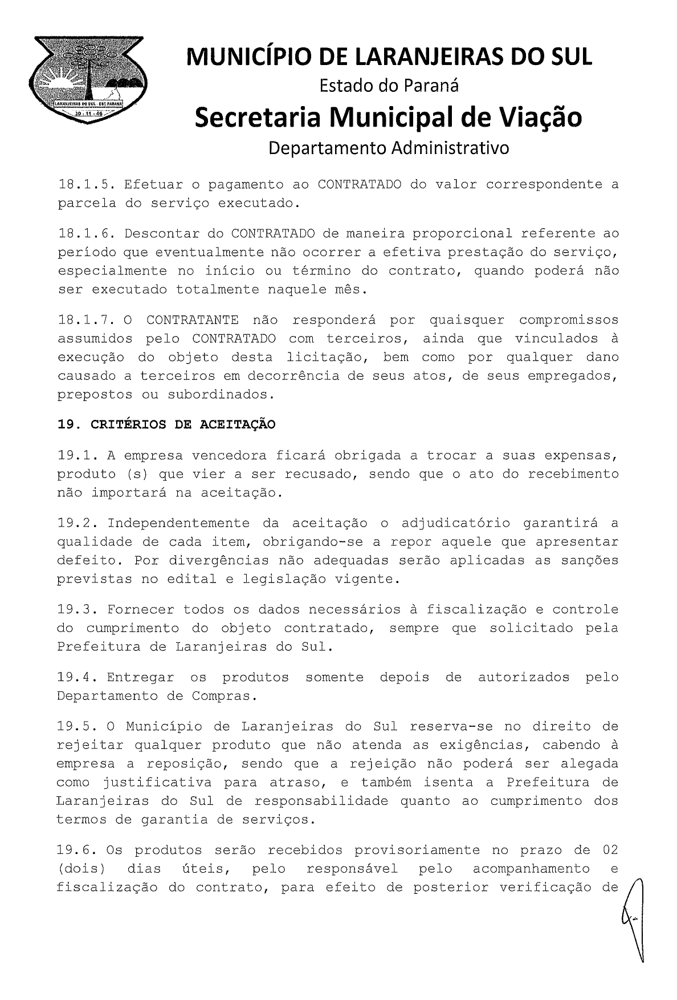 LARANJEIRAS DO SUL - EST. PARANÁ
30 - 11 - 46
MUNICÍPIO DE LARANJEIRAS DO SUL
Estado do Paraná
Secretaria Municipal de Viação
Departamento Administrativo
18.1.5. Efetuar o pagamento ao CONTRATADO do valor correspondente a
parcela do serviço executado.
18.1.6. Descontar do CONTRATADO de maneira proporcional referente ao
período que eventualmente não ocorrer a efetiva prestação do serviço,
especialmente no início ou término do contrato, quando poderá não
ser executado totalmente naquele mês.
18.1.7. O CONTRATANTE não responderá por quaisquer compromissos
assumidos pelo CONTRATADO com terceiros, ainda que vinculados à
execução do objeto desta licitação, bem como por qualquer dano
causado a terceiros em decorrência de seus atos, de seus empregados,
prepostos ou subordinados.
19. CRITÉRIOS DE ACEITAÇÃO
19.1. A empresa vencedora ficará obrigada a trocar a suas expensas,
produto (s) que vier a ser recusado, sendo que o ato do recebimento
não importará na aceitação.
19.2. Independentemente da aceitação o adjudicatório garantirá a
qualidade de cada item, obrigando-se a repor aquele que apresentar
defeito. Por divergências não adequadas serão aplicadas as sanções
previstas no edital e legislação vigente.
19.3. Fornecer todos os dados necessários à fiscalização e controle
do cumprimento do objeto contratado, sempre que solicitado pela
Prefeitura de Laranjeiras do Sul.
19.4. Entregar os produtos somente depois de autorizados pelo
Departamento de Compras.
19.5. O Município de Laranjeiras do Sul reserva-se no direito de
rejeitar qualquer produto que não atenda as exigências, cabendo à
empresa a reposição, sendo que a rejeição não poderá ser alegada
como justificativa para atraso, e também isenta a Prefeitura de
Laranjeiras do Sul de responsabilidade quanto ao cumprimento dos
termos de garantia de serviços.
19.6. Os produtos serão recebidos provisoriamente no prazo de 02
(dois) dias úteis, pelo responsável pelo acompanhamento e
fiscalização do contrato, para efeito de posterior verificação de